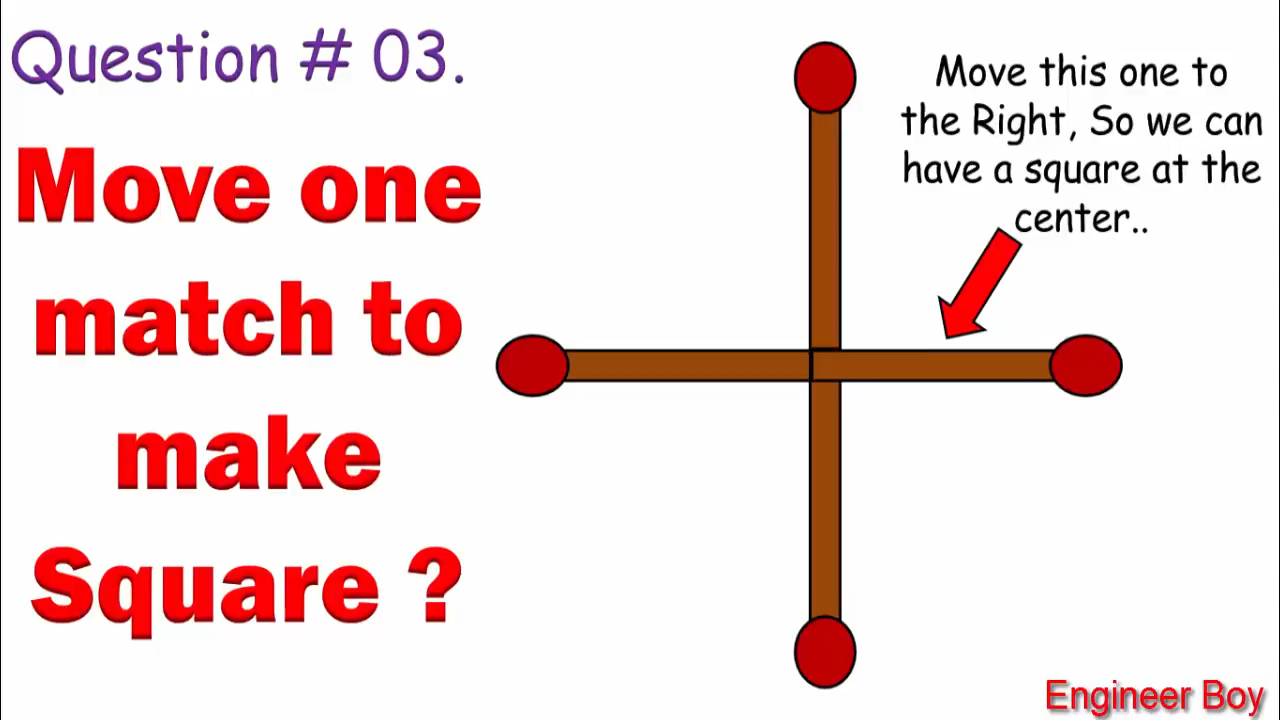 Question # 03.
Move one
match to
make
Square ?
Move this one to
the Right, So we can
have a square at the
center..
Engineer Boy